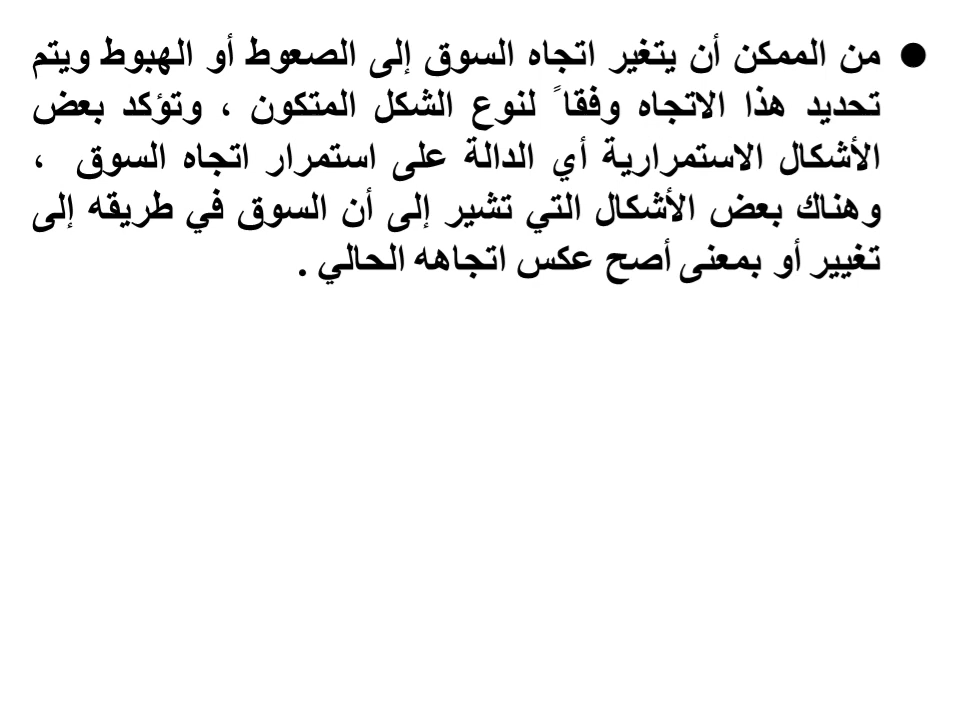 ● من الممكن أن يتغير اتجاه السوق إلى الصعوط أو الهبوط ويتم
تحديد هذا الاتجاه وفقا ً لنوع الشكل المتكون ، وتؤكد بعض
الأشكال الاستمرارية أي الدالة على استمرار اتجاه السوق ،
وهناك بعض الأشكال التي تشير إلى أن السوق في طريقه إلى
تغيير أو بمعنى أصح عكس اتجاهه الحالي .